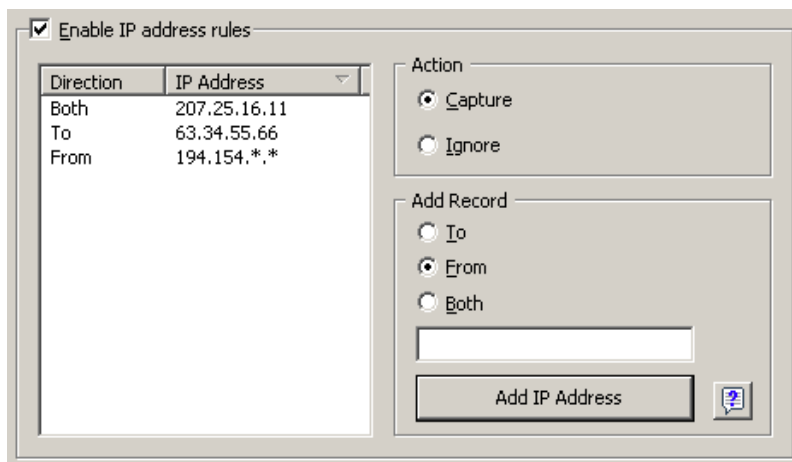 Enable IP address rules
Direction IP Address
Both 207.25.16.11
To 63.34.55.66
From 194.154.*.*
Action
Capture
Ignore
Add Record
To
From
Both
Add IP Address
?